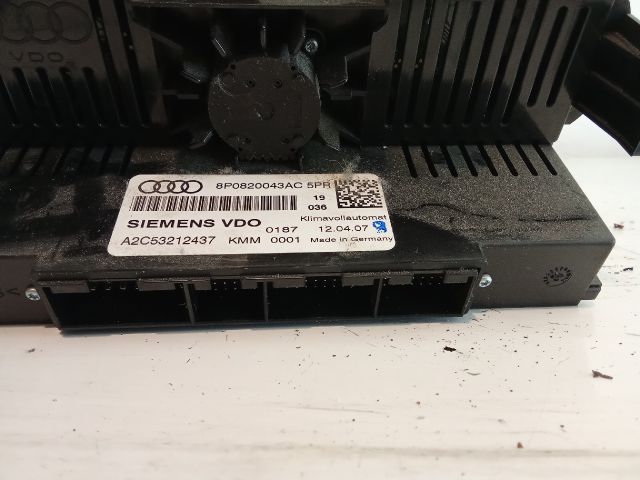 VDO
8P0820043AC 5PR
19
036
Klimavollautomat
SIEMENS VDO 0187 12.04.07
A2C53212437 KMM 0001 Made in Germany